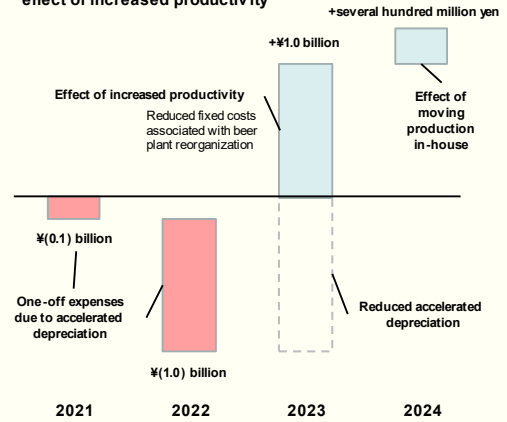 effect of increased productivity
+several hundred million yen
+¥1.0 billion
Effect of increased productivity
Reduced fixed costs
associated with beer
plant reorganization
Effect of
moving
production
in-house
¥(0.1) billion
One-off expenses
due to accelerated
depreciation
Reduced accelerated
depreciation
¥(1.0) billion
2021
2022
2023
2024